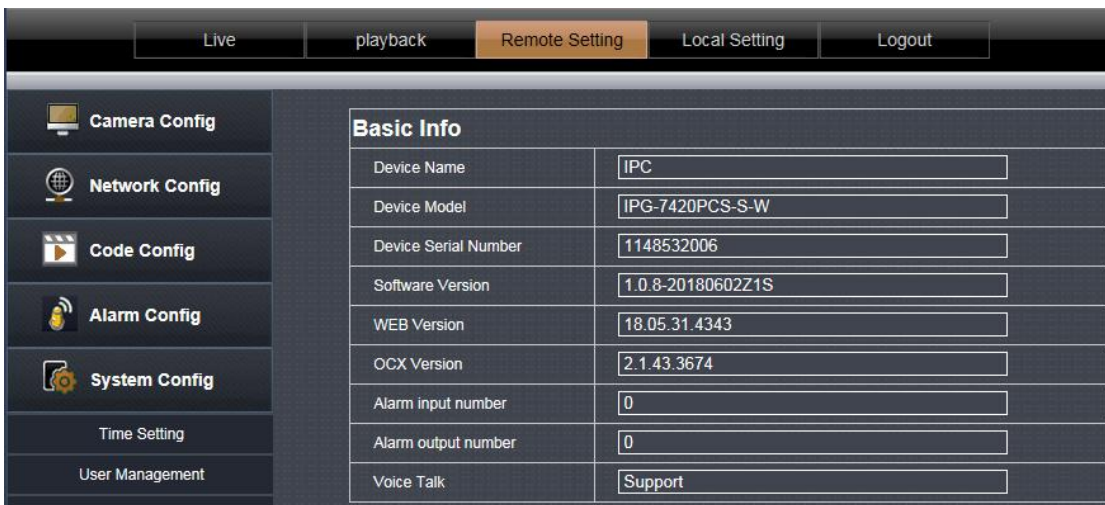 Live playback Remote Setting Local Setting Logout
Camera Config
Network Config
Code Config
Alarm Config
System Config
Time Setting
User Management
Basic Info
Device Name IPC
Device Model IPG-7420PCS-S-W
Device Serial Number 1148532006
Software Version 1.0.8-20180602Z1S
WEB Version 18.05.31.4343
OCX Version 2.1.43.3674
Alarm input number 0
Alarm output number 0
Voice Talk Support